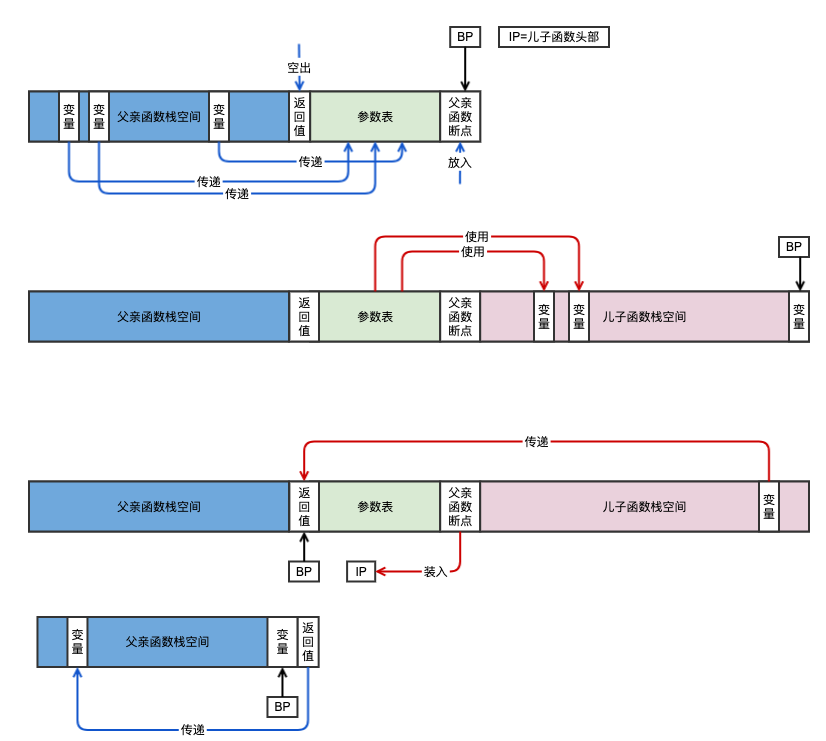 BP
IP=儿子函数头部
空出
变
量
变
量
父亲函数栈空间
变
量
返
回
值
参数表
父亲
函数
断点
传递
放入
传递
传递
使用
使用
BP
父亲函数栈空间
返
回
值
参数表
父亲
函数
断点
变
量
变
量
儿子函数栈空间
变
量
传递
父亲函数栈空间
返
回
值
参数表
父亲
函数
断点
儿子函数栈空间
变
量
BP
IP
装入
变
量
父亲函数栈空间
变
量
返
回
值
BP
传递